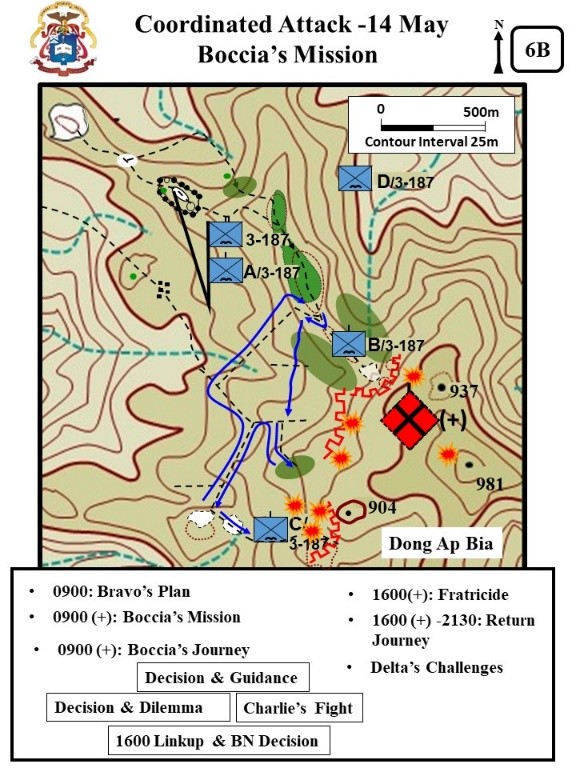 Coordinated Attack -14 May
Boccia's Mission
N
6B
0 500m
Contour Interval 25m
D/3-187
3-187
A/3-187
B/3-187
937
(+)
981
904
C/
3-187
Dong Ap Bia
• 0900: Bravo's Plan
• 0900 (+): Boccia's Mission
• 0900 (+): Boccia's Journey
Decision & Guidance
Decision & Dilemma
Charlie's Fight
1600 Linkup & BN Decision
• 1600(+): Fratricide
• 1600 (+) -2130: Return
Journey
• Delta's Challenges